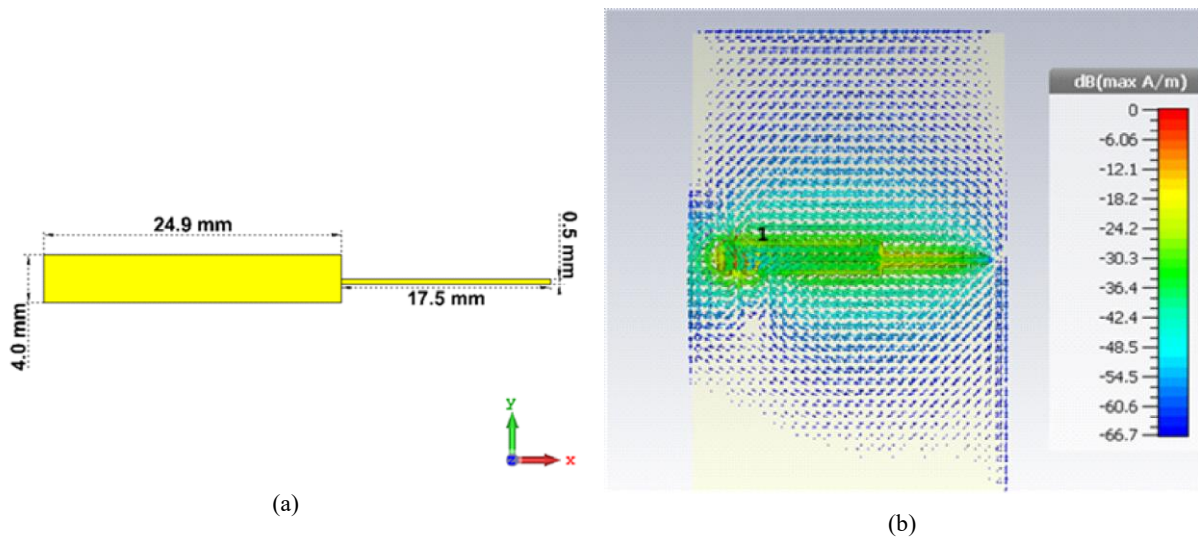 24.9 mm
4.0 mm
0.5 mm
17.5 mm
y
x
(a)
1
dB(max A/m)
0
-6.06
-12.1
-18.2
-24.2
-30.3
-36.4
-42.4
-48.5
-54.5
-60.6
-66.7
(b)